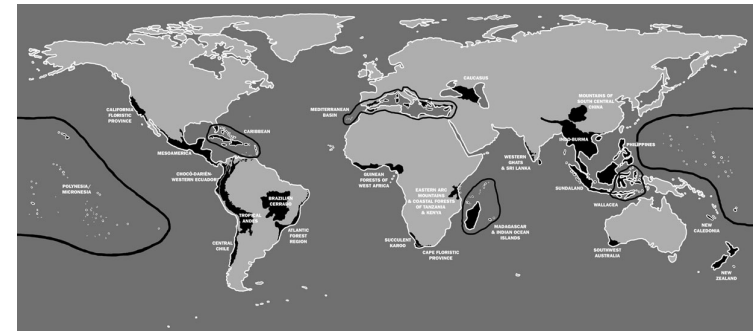 CAUCASUS
MOUNTAINS OF
SOUTH CENTRAL
CHINA
CALIFORNIA
FLORISTIC
PROVINCE
MEDITERRANEAN
BASIN
CARIBBEAN
INDO-BURMA
PHILIPPINES
MESOAMERICA
WESTERN
GHATS
& SRI LANKA
CHOCÓ-DARIÉN-
WESTERN ECUADOR
GUINEAN
FORESTS OF
WEST AFRICA
POLYNESIA/
MICRONESIA
EASTERN ARC
MOUNTAINS
& COASTAL FORESTS
OF TANZANIA
& KENYA
SUNDALAND
BRAZILIAN
CERRADO
WALLACEA
TROPICAL
ANDES
ATLANTIC
FOREST
REGION
MADAGASCAR
& INDIAN OCEAN
ISLANDS
NEW
CALEDONIA
CENTRAL
CHILE
SUCCULENT
KAROO
CAPE FLORISTIC
PROVINCE
SOUTHWEST
AUSTRALIA
NEW
ZEALAND